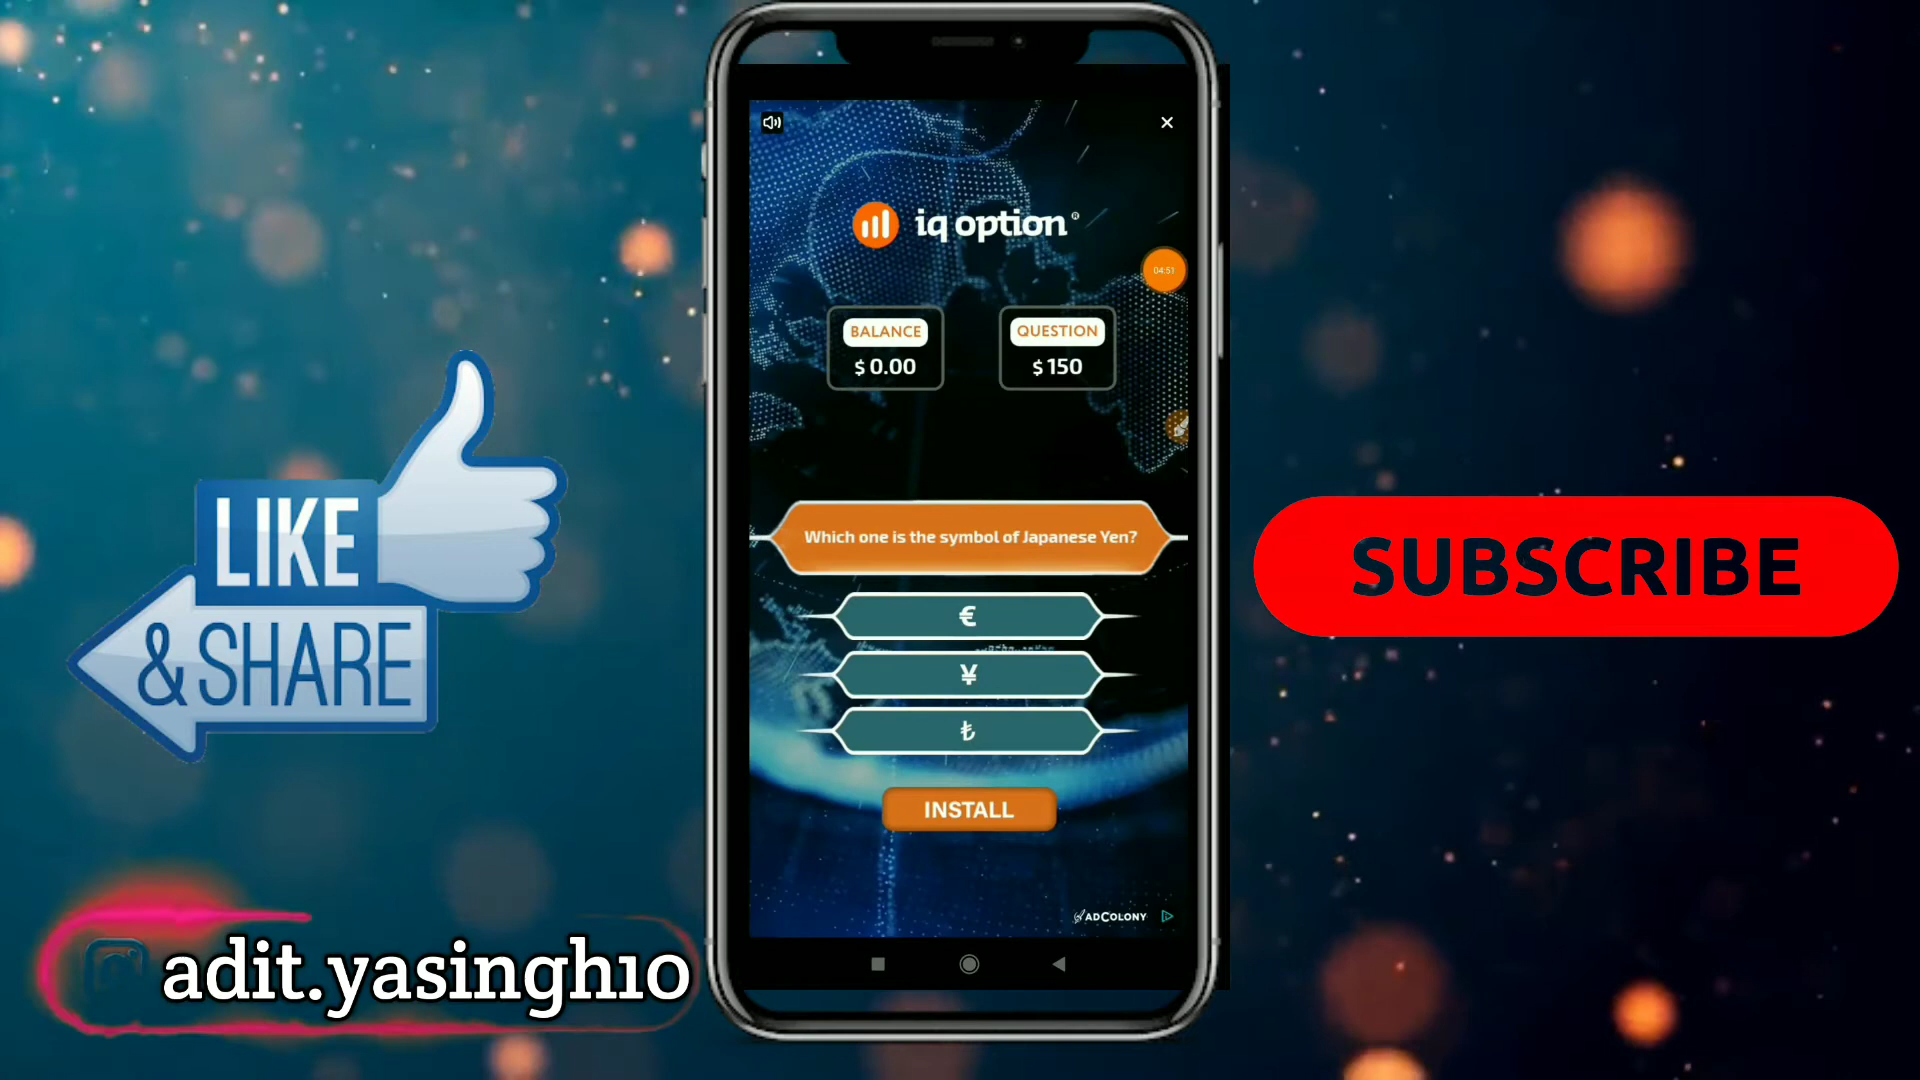 iq option®
04:51
BALANCE
$ 0.00
QUESTION
$ 150
Which one is the symbol of Japanese Yen?
€
¥
₺
INSTALL
ADCOLONY
LIKE
& SHARE
SUBSCRIBE
adit.yasingh10